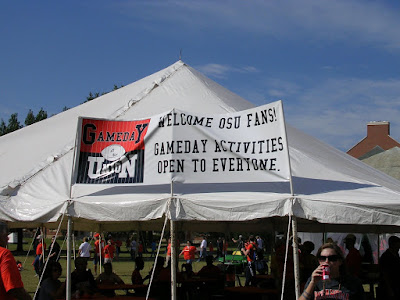 GAMEDAY
UNION
WELCOME OSU FANS!
GAMEDAY ACTIVITIES
OPEN TO EVERYONE.